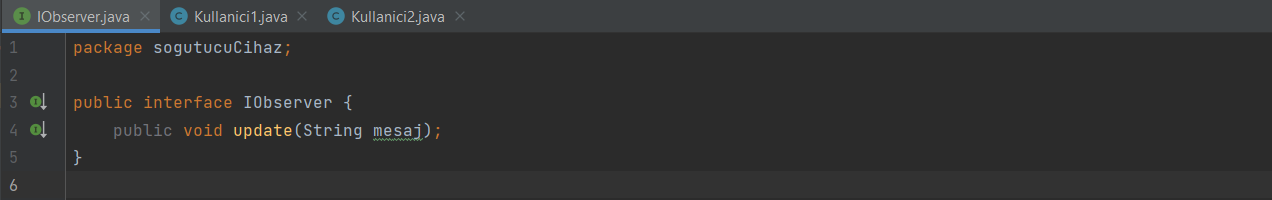 IObserver.java Kullanici1.java Kullanici2.java
1 package sogutucuCihaz;
2
3 public interface IObserver {
4 public void update(String mesaj);
5 }
6